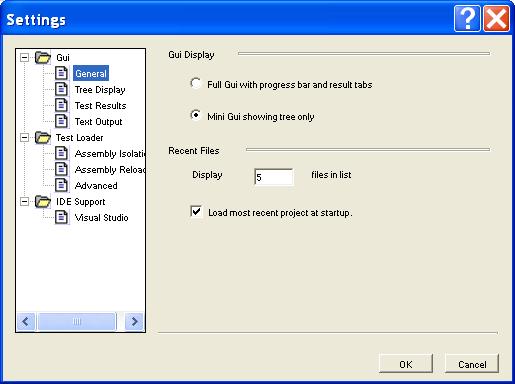 Settings
Gui
General
Tree Display
Test Results
Text Output
Test Loader
Assembly Isolatio
Assembly Reload
Advanced
IDE Support
Visual Studio
Gui Display
Full Gui with progress bar and result tabs
Mini Gui showing tree only
Recent Files
Display 5 files in list
Load most recent project at startup.
OK Cancel